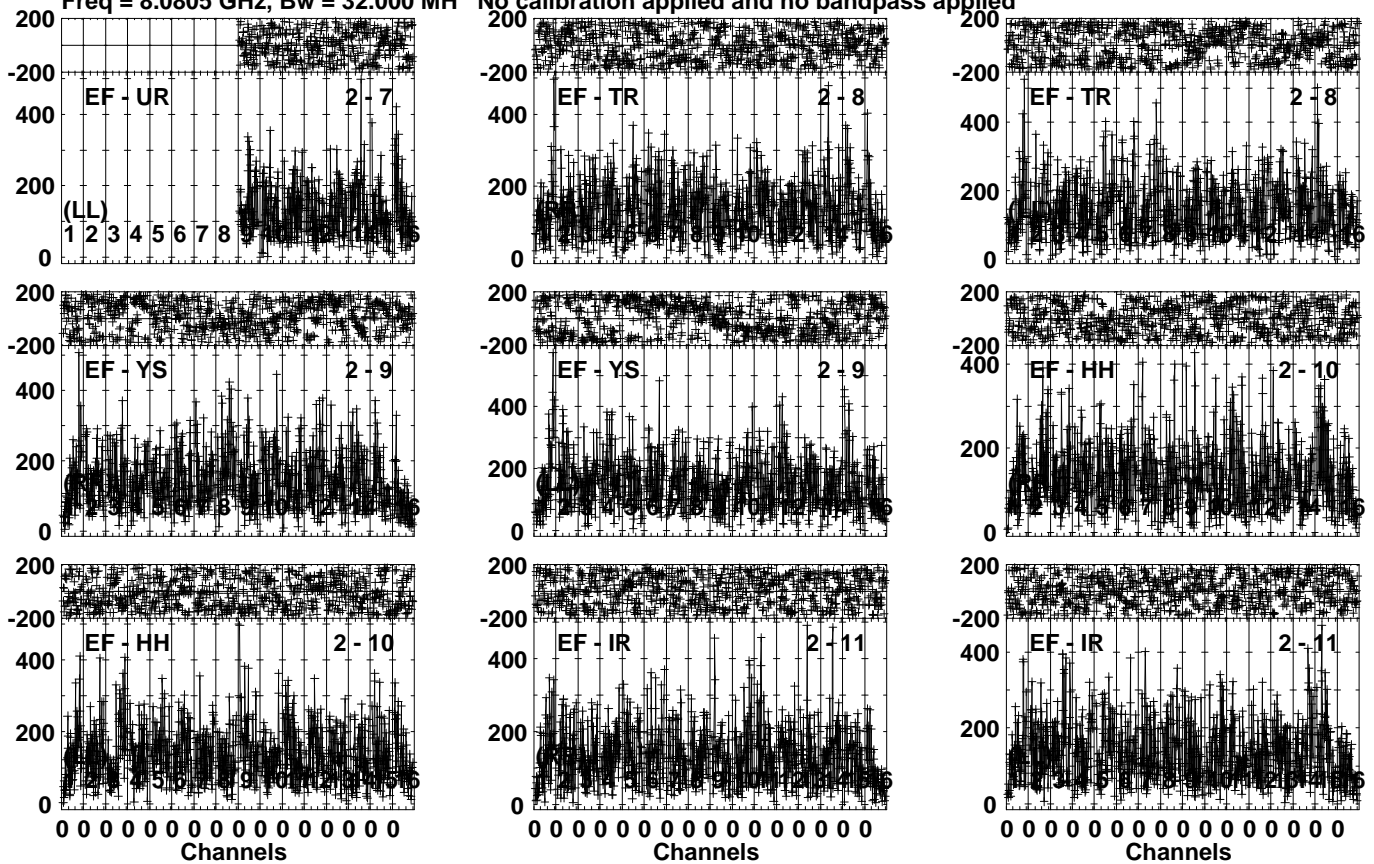 Freq = 8.0805 GHz, Bw = 32.000 MH No calibration applied and no bandpass applied
200 200 200
-200 -200 -200
EF - UR 2 - 7 EF - TR 2 - 8 EF - TR 2 - 8
400 400 400
200 200 200
(LL)
1 2 3 4 5 6 7 8
0 0 0
200 200 200
-200 -200 -200
EF - YS 2 - 9 EF - YS 2 - 9 EF - HH 2 - 10
400 400 400
200 200 200
0 0 0
200 200 200
-200 -200 -200
EF - HH 2 - 10 EF - IR 2 - 11 EF - IR 2 - 11
400 400 400
200 200 200
0 0 0
0 0 0 0 0 0 0 0 0 0 0 0 0 0 0 0 0 0 0 0 0 0 0 0 0 0 0 0 0 0 0 0 0 0 0 0 0 0 0 0 0 0 0 0 0 0 0 0
Channels Channels Channels